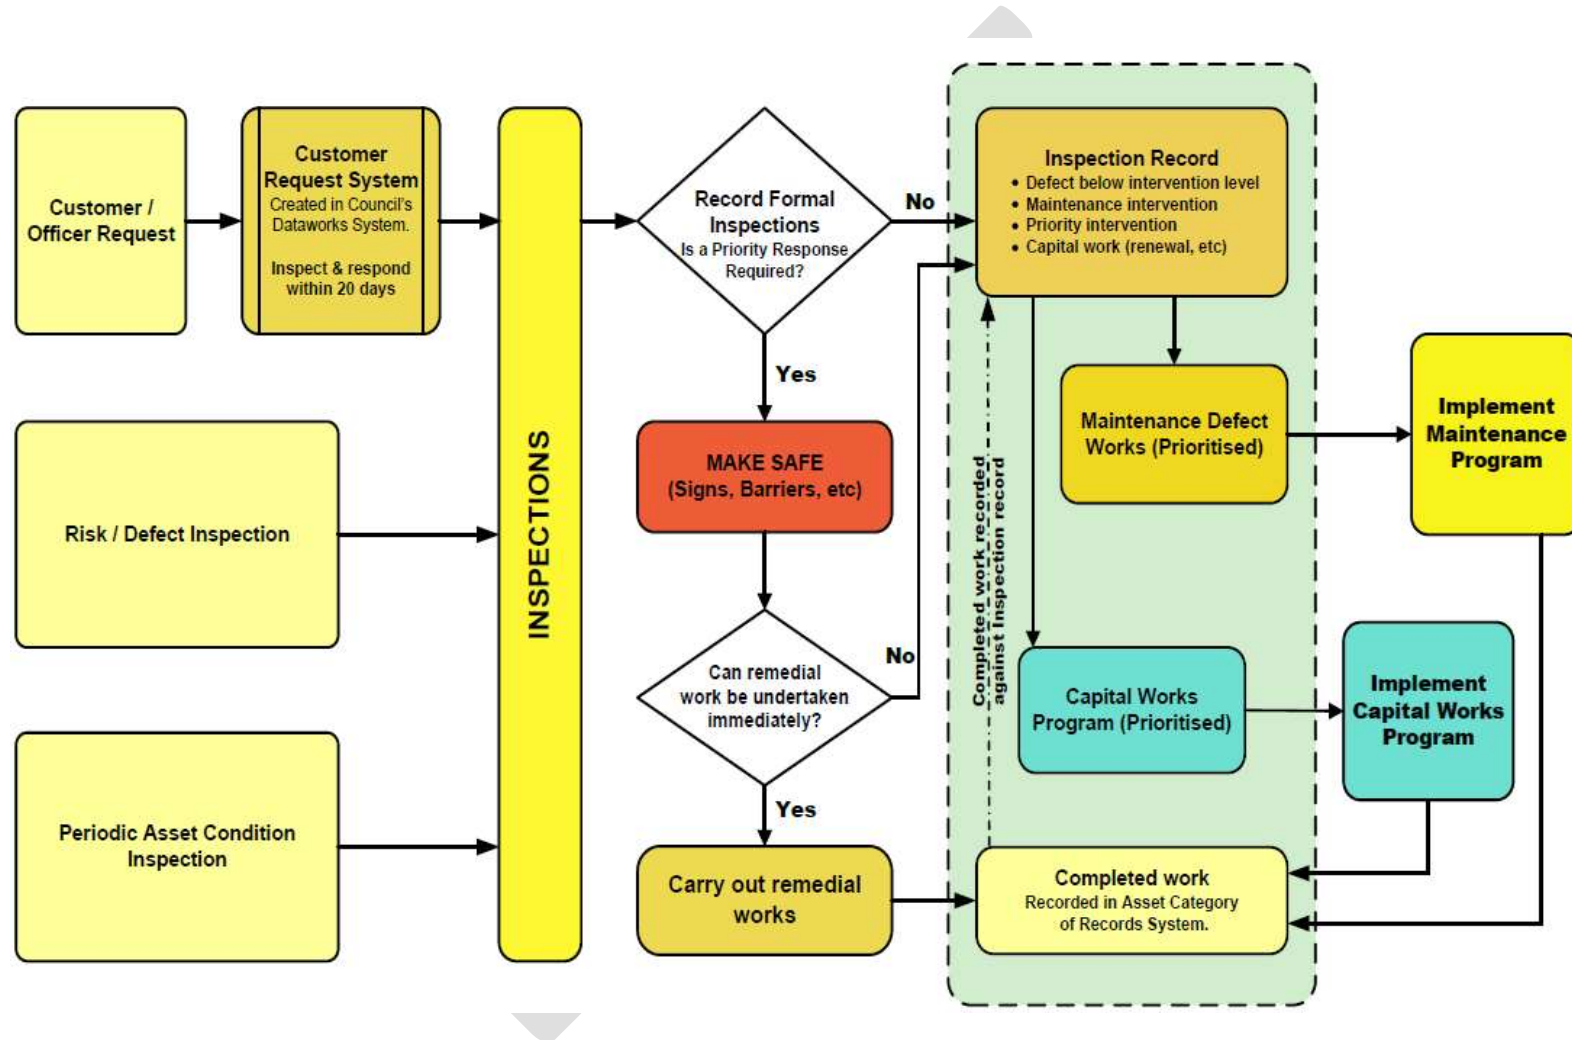 Customer /
Officer Request
Customer
Request System
Created in Council's
Dataworks System.
Inspect & respond
within 20 days
Risk / Defect Inspection
Periodic Asset Condition
Inspection
INSPECTIONS
Record Formal
Inspections
Is a Priority Response
Required?
No
Yes
MAKE SAFE
(Signs, Barriers, etc)
Can remedial
work be undertaken
immediately?
No
Yes
Carry out remedial
works
Inspection Record
• Defect below intervention level
• Maintenance intervention
• Priority intervention
• Capital work (renewal, etc)
Maintenance Defect
Works (Prioritised)
Completed work recorded
against Inspection record
Capital Works
Program (Prioritised)
Completed work
Recorded in Asset Category
of Records System.
Implement
Maintenance
Program
Implement
Capital Works
Program